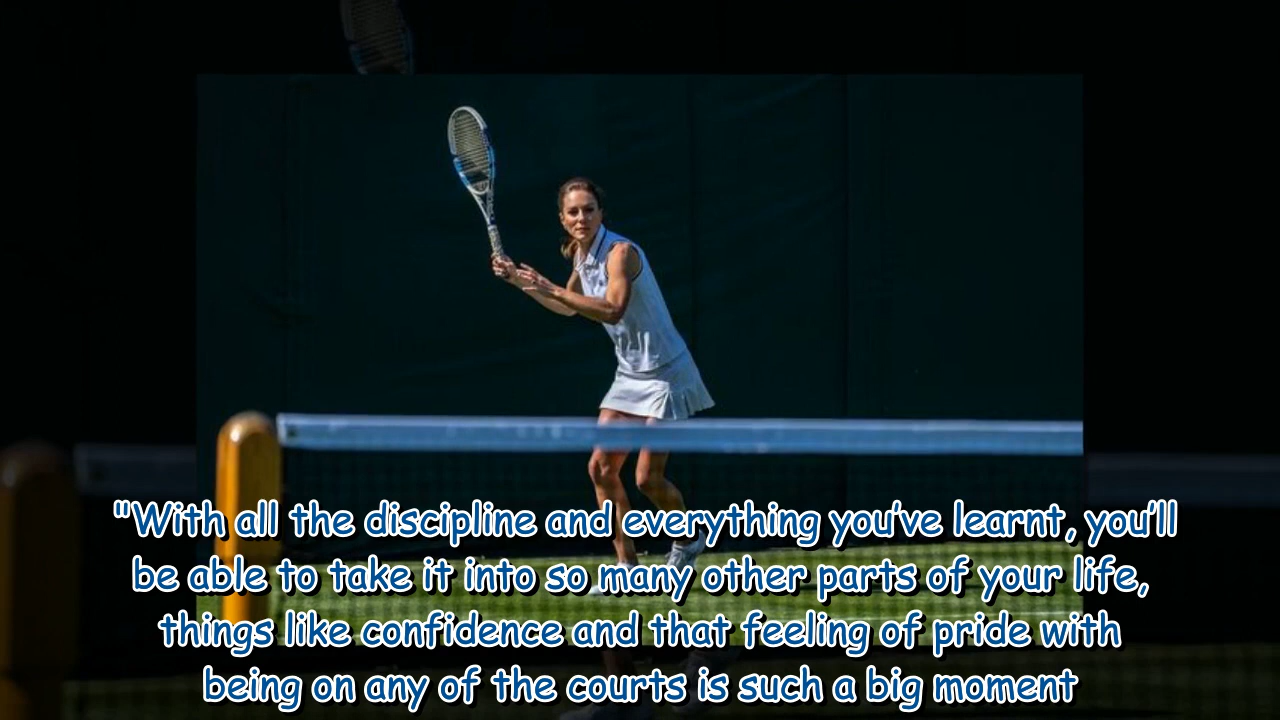 "With all the discipline and everything you've learnt, you'll
be able to take it into so many other parts of your life,
things like confidence and that feeling of pride with
being on any of the courts is such a big moment